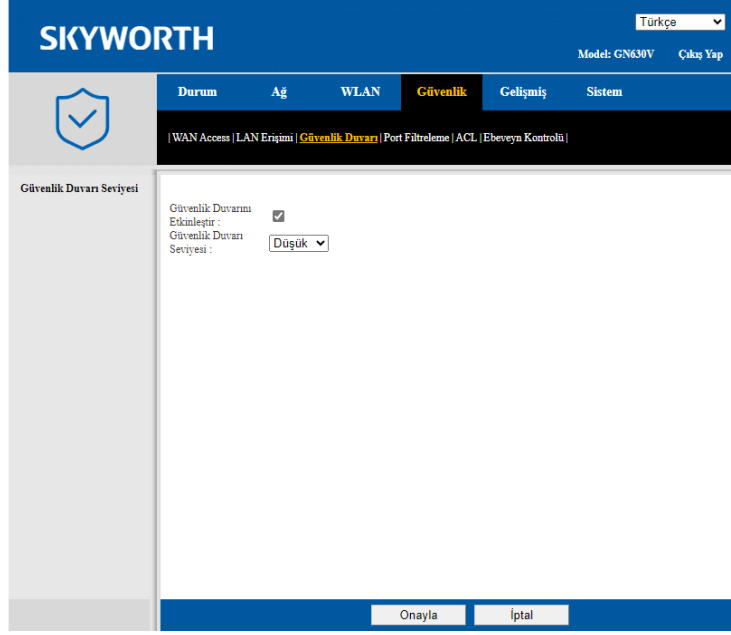 SKYWORTH
Türkçe
Model: GN630V Çıkış Yap
Durum Ağ WLAN Güvenlik Gelişmiş Sistem
|WAN Access|LAN Erişimi|Güvenlik Duvarı|Port Filtreleme|ACL|Ebeveyn Kontrolü|
Güvenlik Duvarı Seviyesi
Güvenlik Duvarını
Etkinleştir :
Güvenlik Duvarı
Seviyesi :
Düşük
Onayla İptal